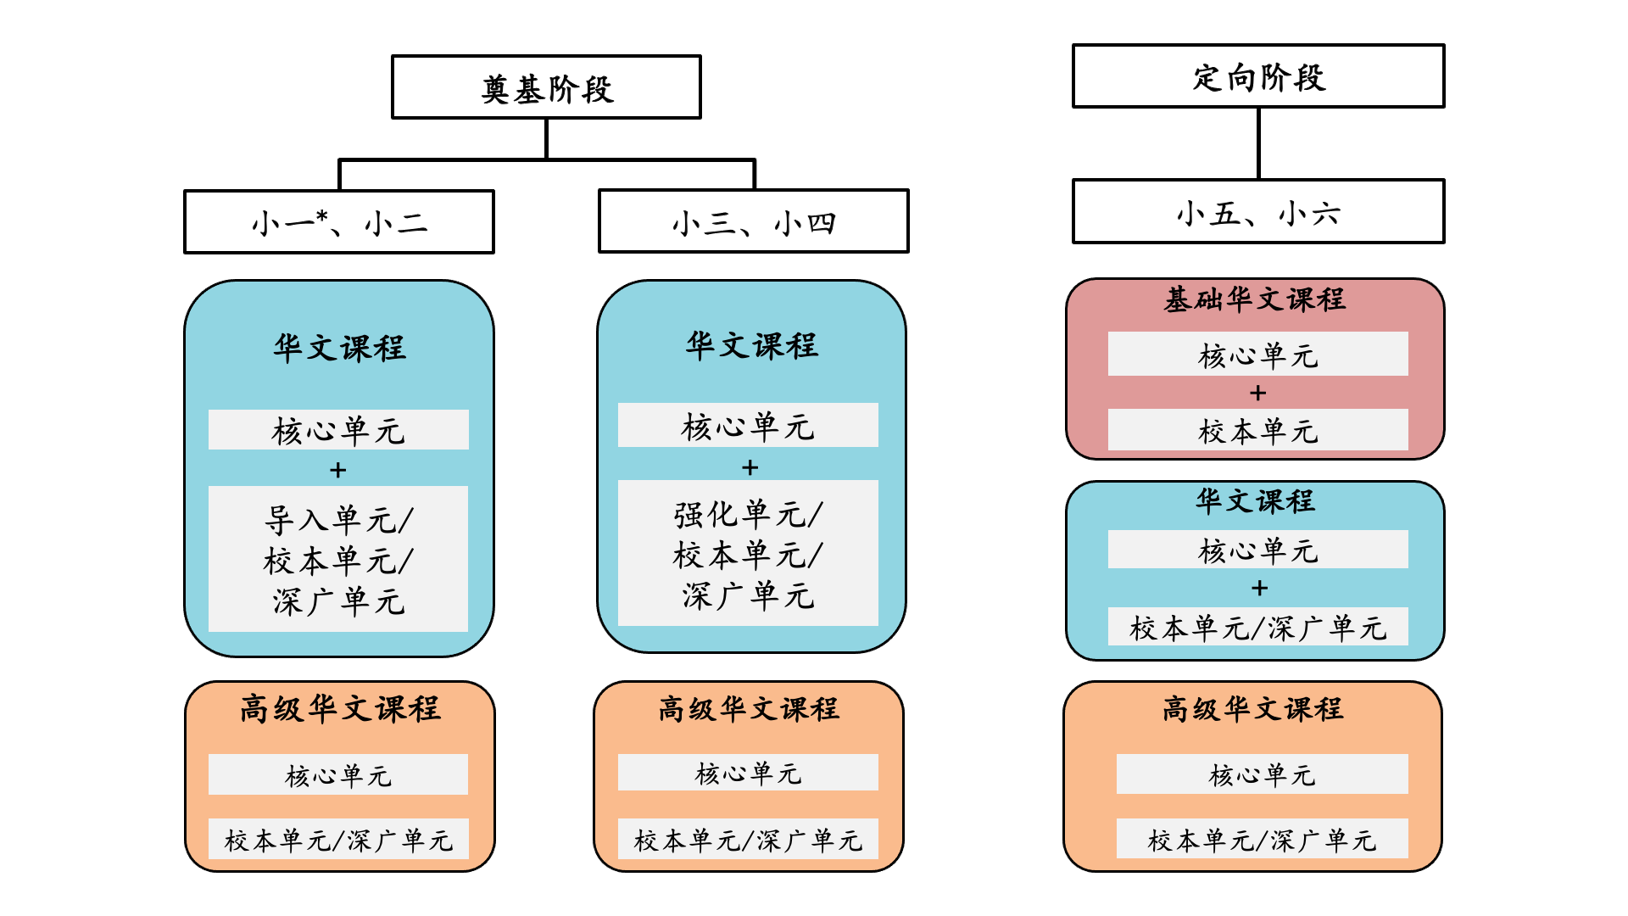 奠基阶段
小一*、小二
华文课程
核心单元
+
导入单元/
校本单元/
深广单元
高级华文课程
核心单元
校本单元/深广单元
小三、小四
华文课程
核心单元
+
强化单元/
校本单元/
深广单元
高级华文课程
核心单元
校本单元/深广单元
定向阶段
小五、小六
基础华文课程
核心单元
+
校本单元
华文课程
核心单元
+
校本单元/深广单元
高级华文课程
核心单元
校本单元/深广单元